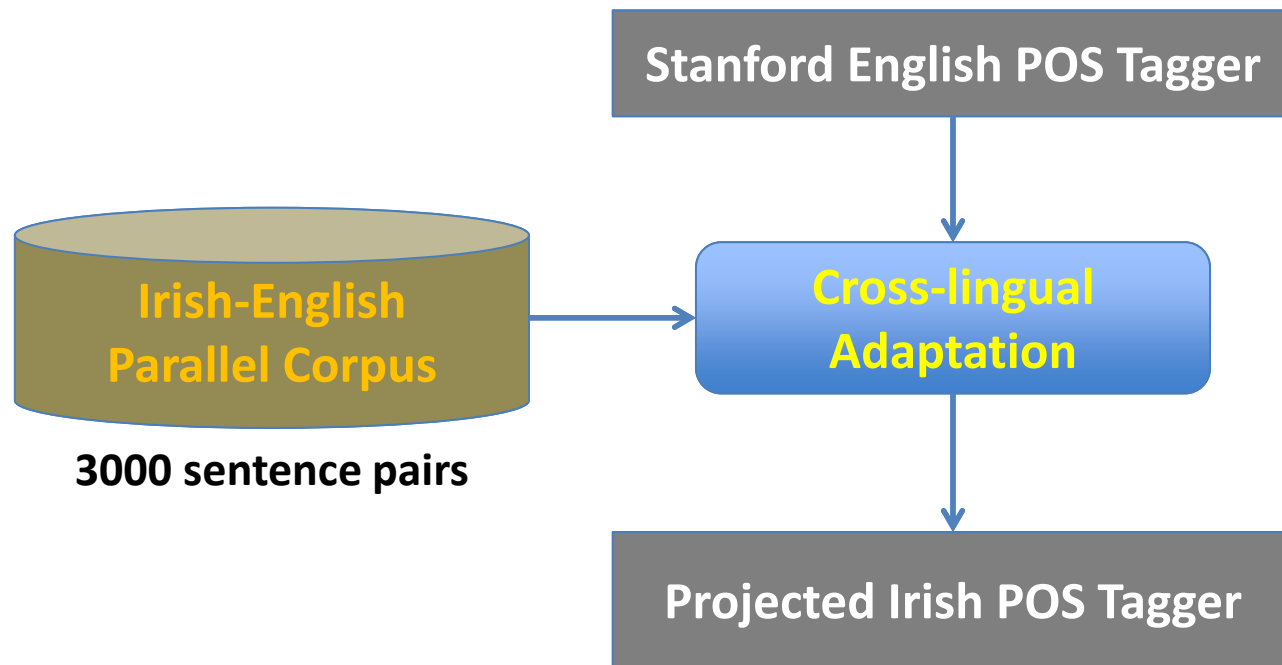 Stanford English POS Tagger
Irish-English
Parallel Corpus
3000 sentence pairs
Cross-lingual
Adaptation
Projected Irish POS Tagger